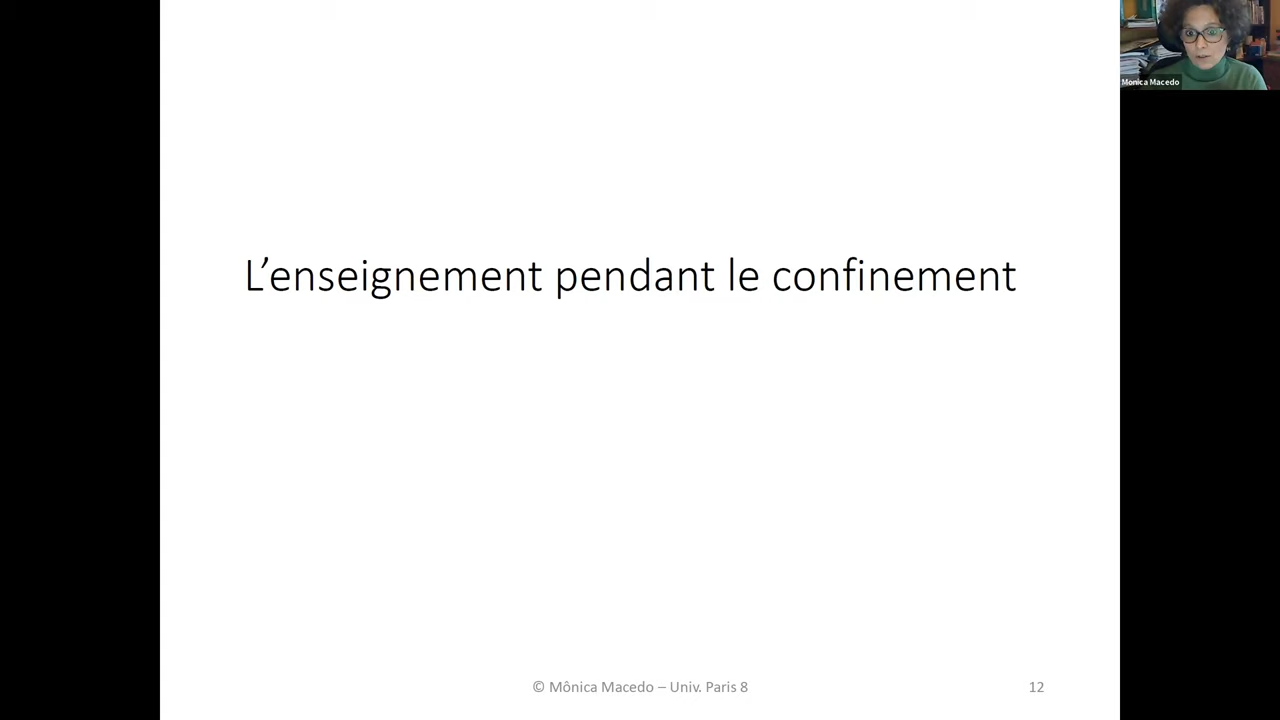 Monica Macedo
L’enseignement pendant le confinement
© Mônica Macedo – Univ. Paris 8
12